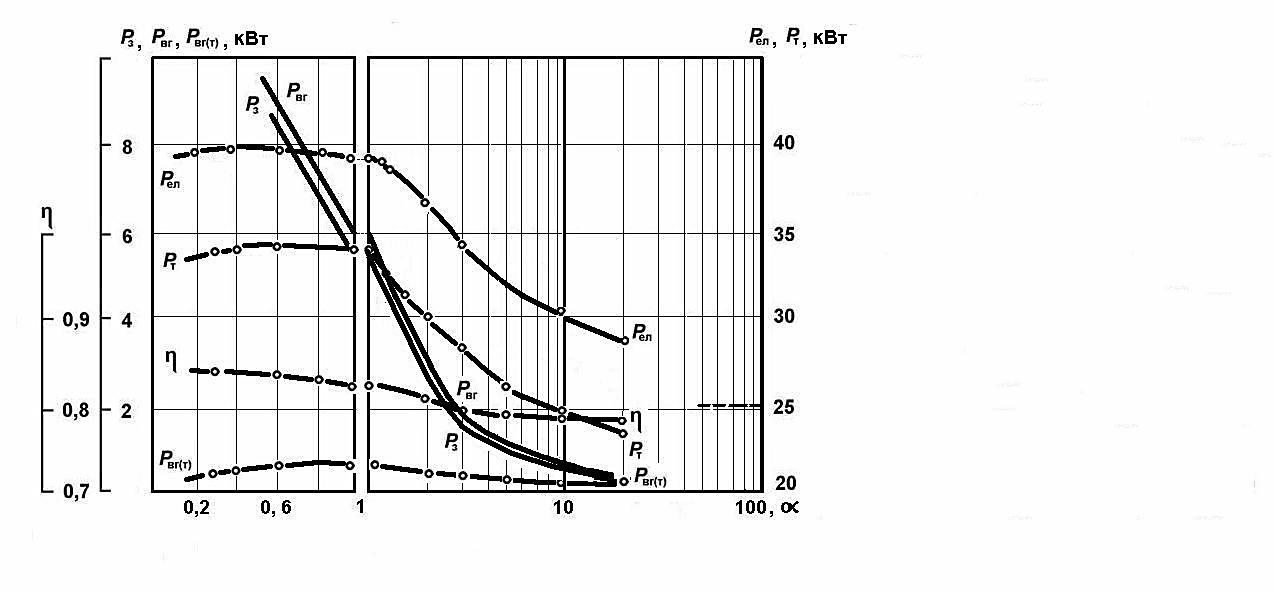 Pз, Pвг, Pвг(т), кВт
Pел, Pт, кВт
Pвг
Pз
8
40
Pел
η
6
35
Pт
0,9
4
30
Pел
η
Pвг
0,8
2
25
η
Pз
Pт
Pвг(т)
Pвг(т)
0,7
20
0,2
0,6
1
10
100, ∝